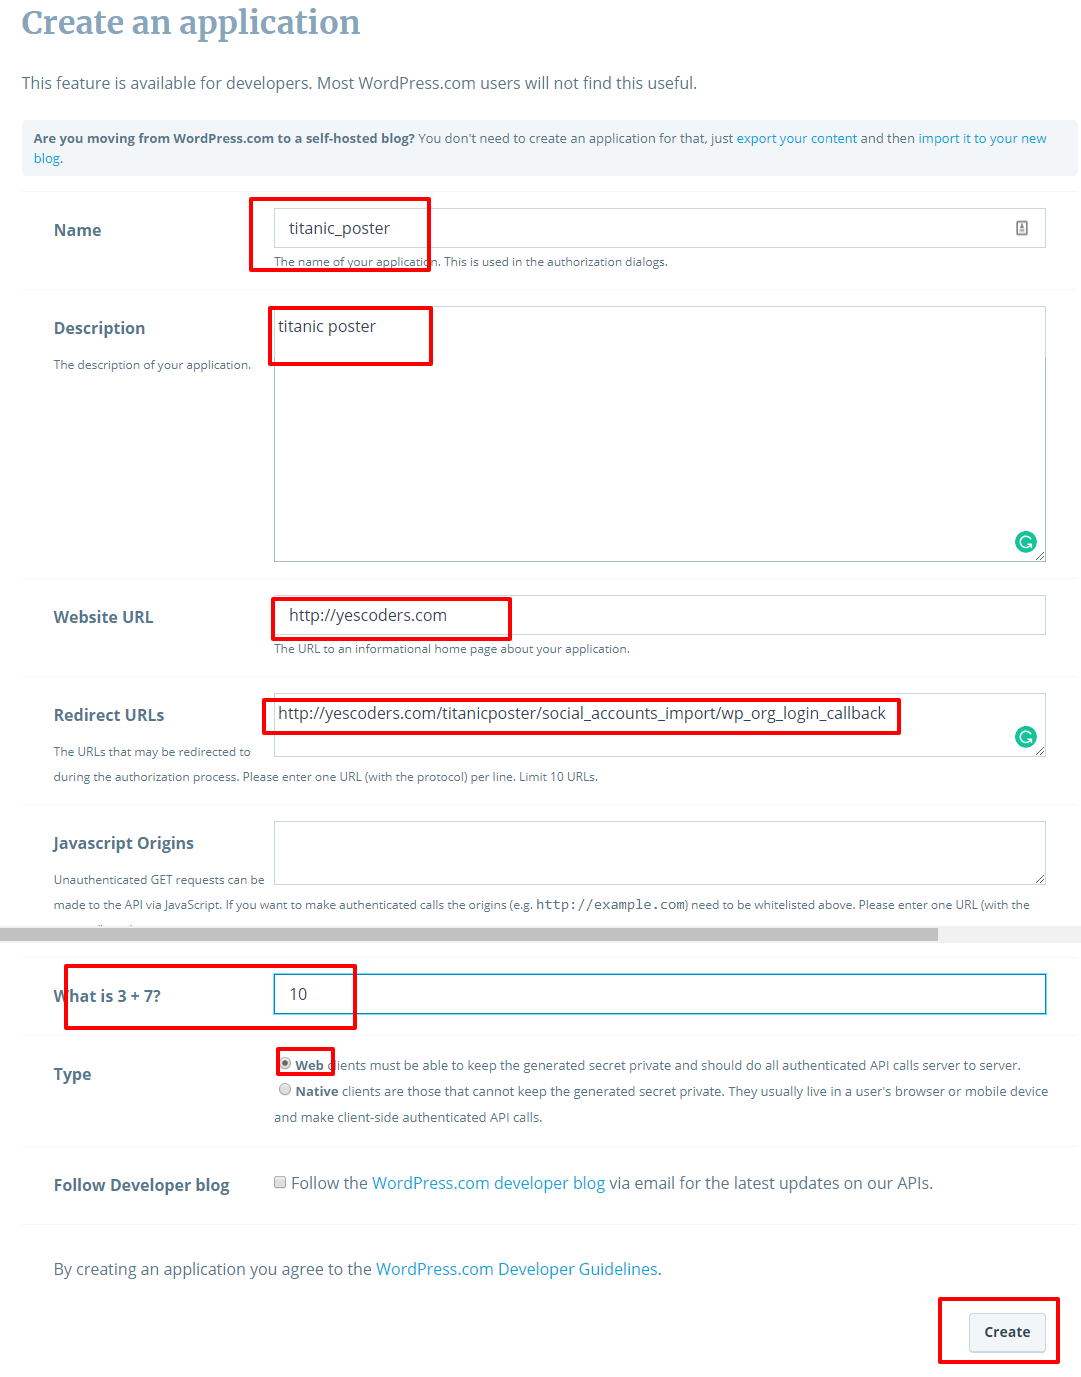 Create an application
This feature is available for developers. Most WordPress.com users will not find this useful.
Are you moving from WordPress.com to a self-hosted blog? You don't need to create an application for that, just export your content and then import it to your new
blog.
Name
titanic_poster
The name of your application. This is used in the authorization dialogs.
Description
titanic poster
The description of your application.
Website URL
http://yescoders.com
The URL to an informational home page about your application.
Redirect URLs
http://yescoders.com/titanicposter/social_accounts_import/wp_org_login_callback
The URLs that may be redirected to
during the authorization process. Please enter one URL (with the protocol) per line. Limit 10 URLs.
Javascript Origins
Unauthenticated GET requests can be
made to the API via JavaScript. If you want to make authenticated calls the origins (e.g. http://example.com) need to be whitelisted above. Please enter one URL (with the
What is 3 + 7?
10
Type
Web clients must be able to keep the generated secret private and should do all authenticated API calls server to server.
Native clients are those that cannot keep the generated secret private. They usually live in a user's browser or mobile device
and make client-side authenticated API calls.
Follow Developer blog
Follow the WordPress.com developer blog via email for the latest updates on our APIs.
By creating an application you agree to the WordPress.com Developer Guidelines.
Create